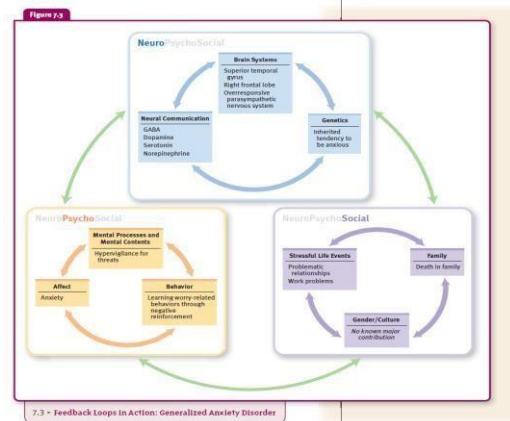 Figure 7.3
NeuroPsychoSocial
Brain Systems
Superior temporal
gyrus
Right frontal lobe
Overresponsive
parasympathetic
nervous system
Neural Communication
GABA
Dopamine
Serotonin
Norepinephrine
Genetics
Inherited
tendency to
be anxious
NeuroPsychoSocial
Mental Processes and
Mental Contents
Hypervigilance for
threats
Affect
Anxiety
Behavior
Learning worry-related
behaviors through
negative
reinforcement
NeuroPsychoSocial
Stressful Life Events
Problematic
relationships
Work problems
Family
Death in family
Gender/Culture
No known major
contribution
7.3 • Feedback Loops in Action: Generalized Anxiety Disorder